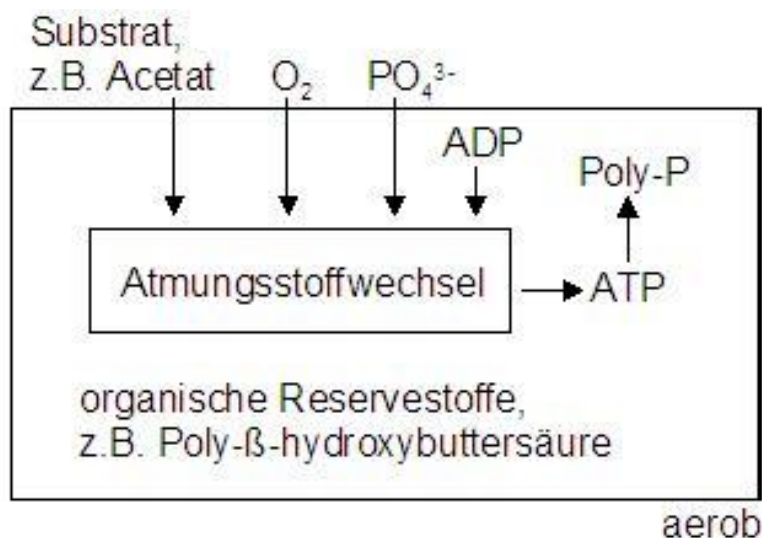 Substrat,
z.B. Acetat O₂ PO₄³⁻
ADP
Poly-P
Atmungsstoffwechsel
ATP
organische Reservestoffe,
z.B. Poly-ß-hydroxybuttersäure
aerob